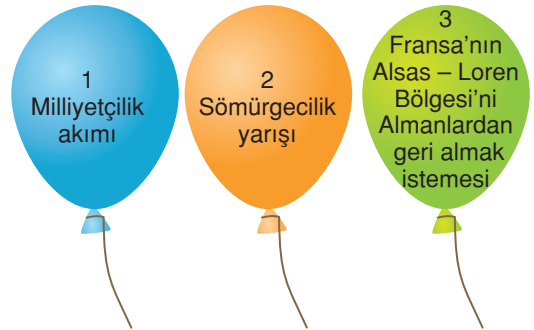 1
Milliyetçilik
akımı
2
Sömürgecilik
yarışı
3
Fransa’nın
Alsas – Loren
Bölgesi’ni
Almanlardan
geri almak
istemesi